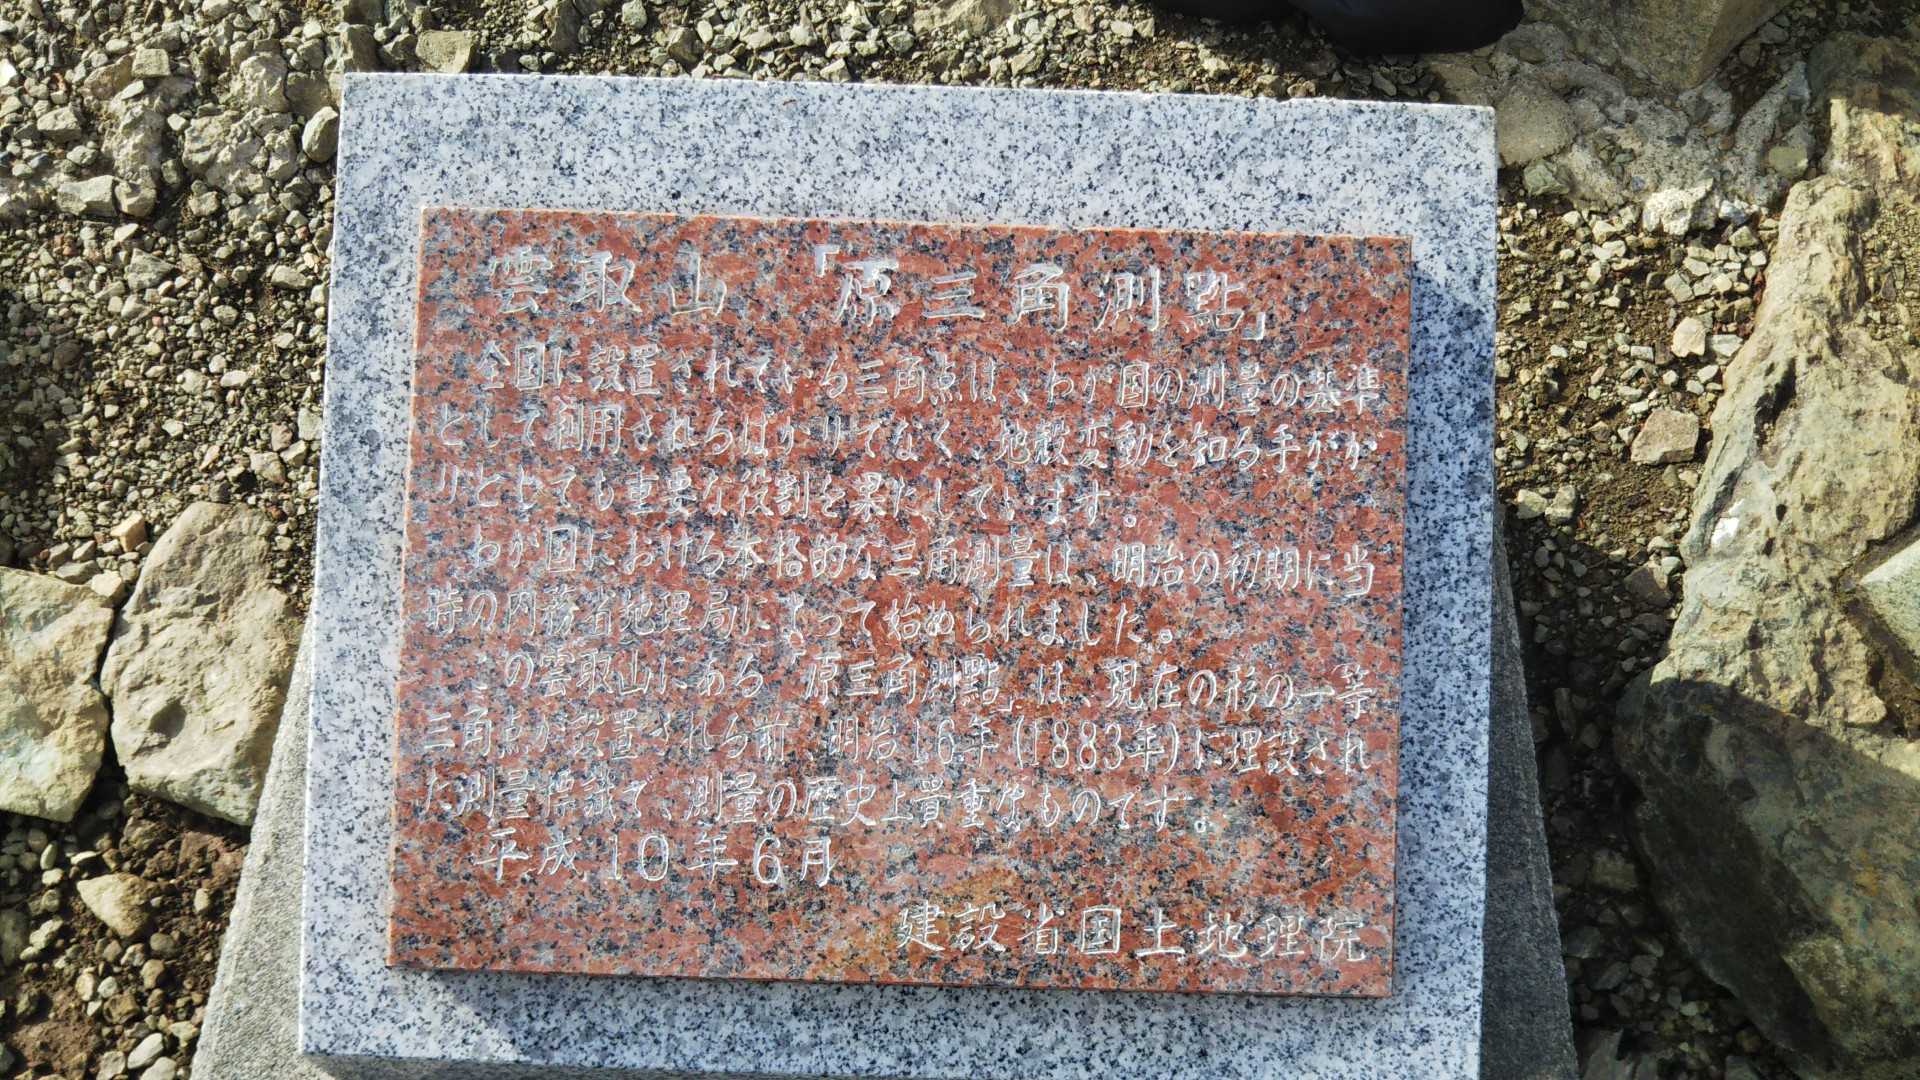 雲取山「原三角測點」
全国に設置されている三角点は、わが国の測量の基準
として利用されるばかりでなく、地殻変動を知る手がか
りとしても重要な役割を果たしています。
わが国における本格的な三角測量は、明治の初期に当
時の内務省地理局によって始められました。
この雲取山にある「原三角測點」は、現在の形の一等
三角点が設置される前、明治16年(1883年)に埋設され
た測量標識で、測量の歴史上貴重なものです。
平成10年6月
建設省国土地理院